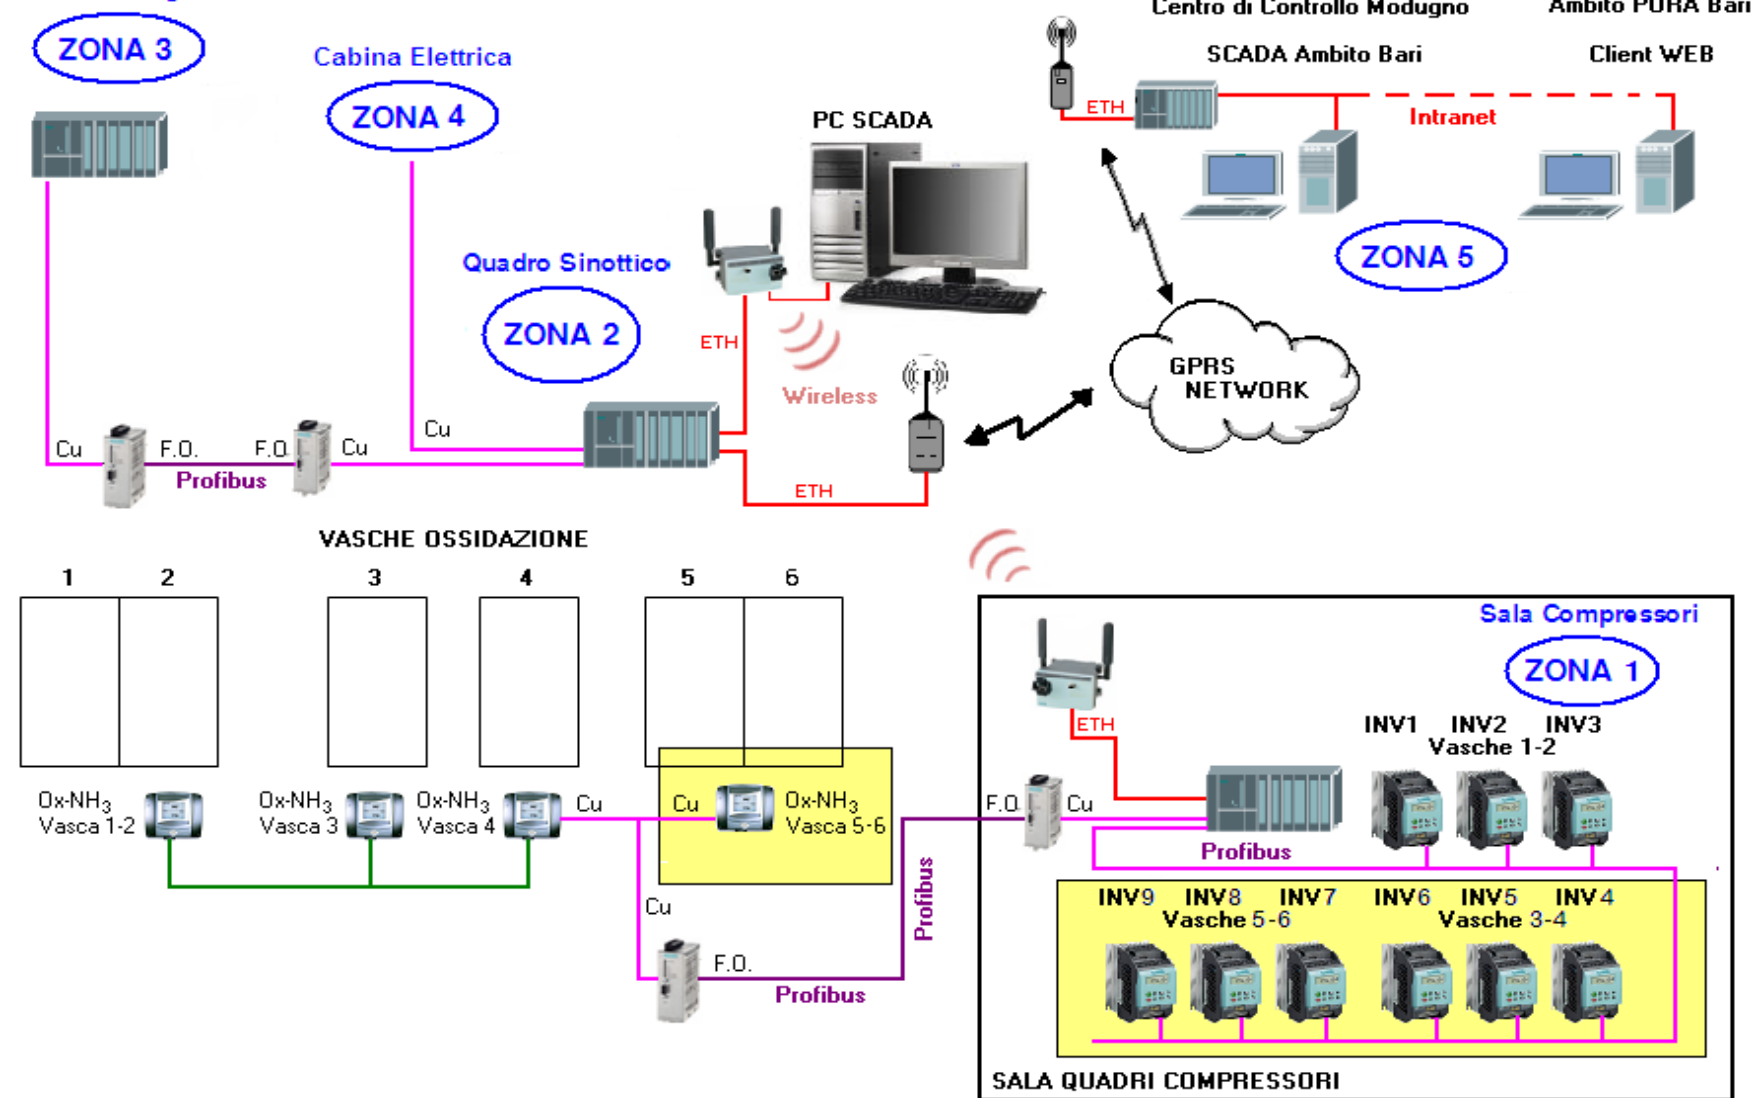 Centro di Controllo Modugno
Ambito PURA Bari
ZONA 3
Cabina Elettrica
SCADA Ambito Bari
Client WEB
ZONA 4
PC SCADA
ETH
Intranet
Quadro Sinottico
ZONA 5
ZONA 2
ETH
Wireless
GPRS
NETWORK
Cu
Cu
F.O.
F.O.
Cu
Profibus
ETH
VASCHE OSSIDAZIONE
1
2
3
4
5
6
Sala Compressori
ZONA 1
ETH
INV1
INV2
INV3
Vasche 1-2
Ox-NH3
Vasca 1-2
Ox-NH3
Vasca 3
Ox-NH3
Vasca 4
Cu
Cu
Ox-NH3
Vasca 5-6
F.O.
Cu
Profibus
Profibus
INV9
INV8
INV7
INV6
INV5
INV4
Vasche 5-6
Vasche 3-4
Cu
F.O.
Profibus
SALA QUADRI COMPRESSORI